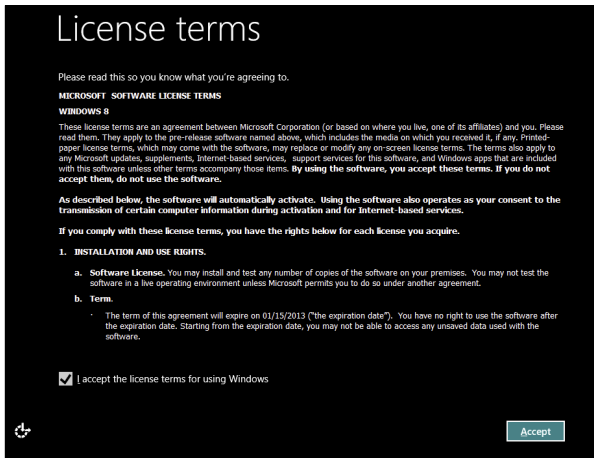 License terms
Please read this so you know what you're agreeing to.
MICROSOFT SOFTWARE LICENSE TERMS
WINDOWS 8
These license terms are an agreement between Microsoft Corporation (or based on where you live, one of its affiliates) and you. Please
read them. They apply to the pre-release software named above, which includes the media on which you received it, if any. Printed-
paper license terms, which may come with the software, may replace or modify any on-screen license terms. The terms also apply to
any Microsoft updates, supplements, Internet-based services, support services for this software, and Windows apps that are included
with this software unless other terms accompany those items. By using the software, you accept these terms. If you do not
accept them, do not use the software.
As described below, the software will automatically activate. Using the software also operates as your consent to the
transmission of certain computer information during activation and for Internet-based services.
If you comply with these license terms, you have the rights below for each license you acquire.
1. INSTALLATION AND USE RIGHTS.
a. Software License. You may install and test any number of copies of the software on your premises. You may not test the
software in a live operating environment unless Microsoft permits you to do so under another agreement.
b. Term.
· The term of this agreement will expire on 01/15/2013 ("the expiration date"). You have no right to use the software after
the expiration date. Starting from the expiration date, you may not be able to access any unsaved data used with the
software.
I accept the license terms for using Windows
Accept